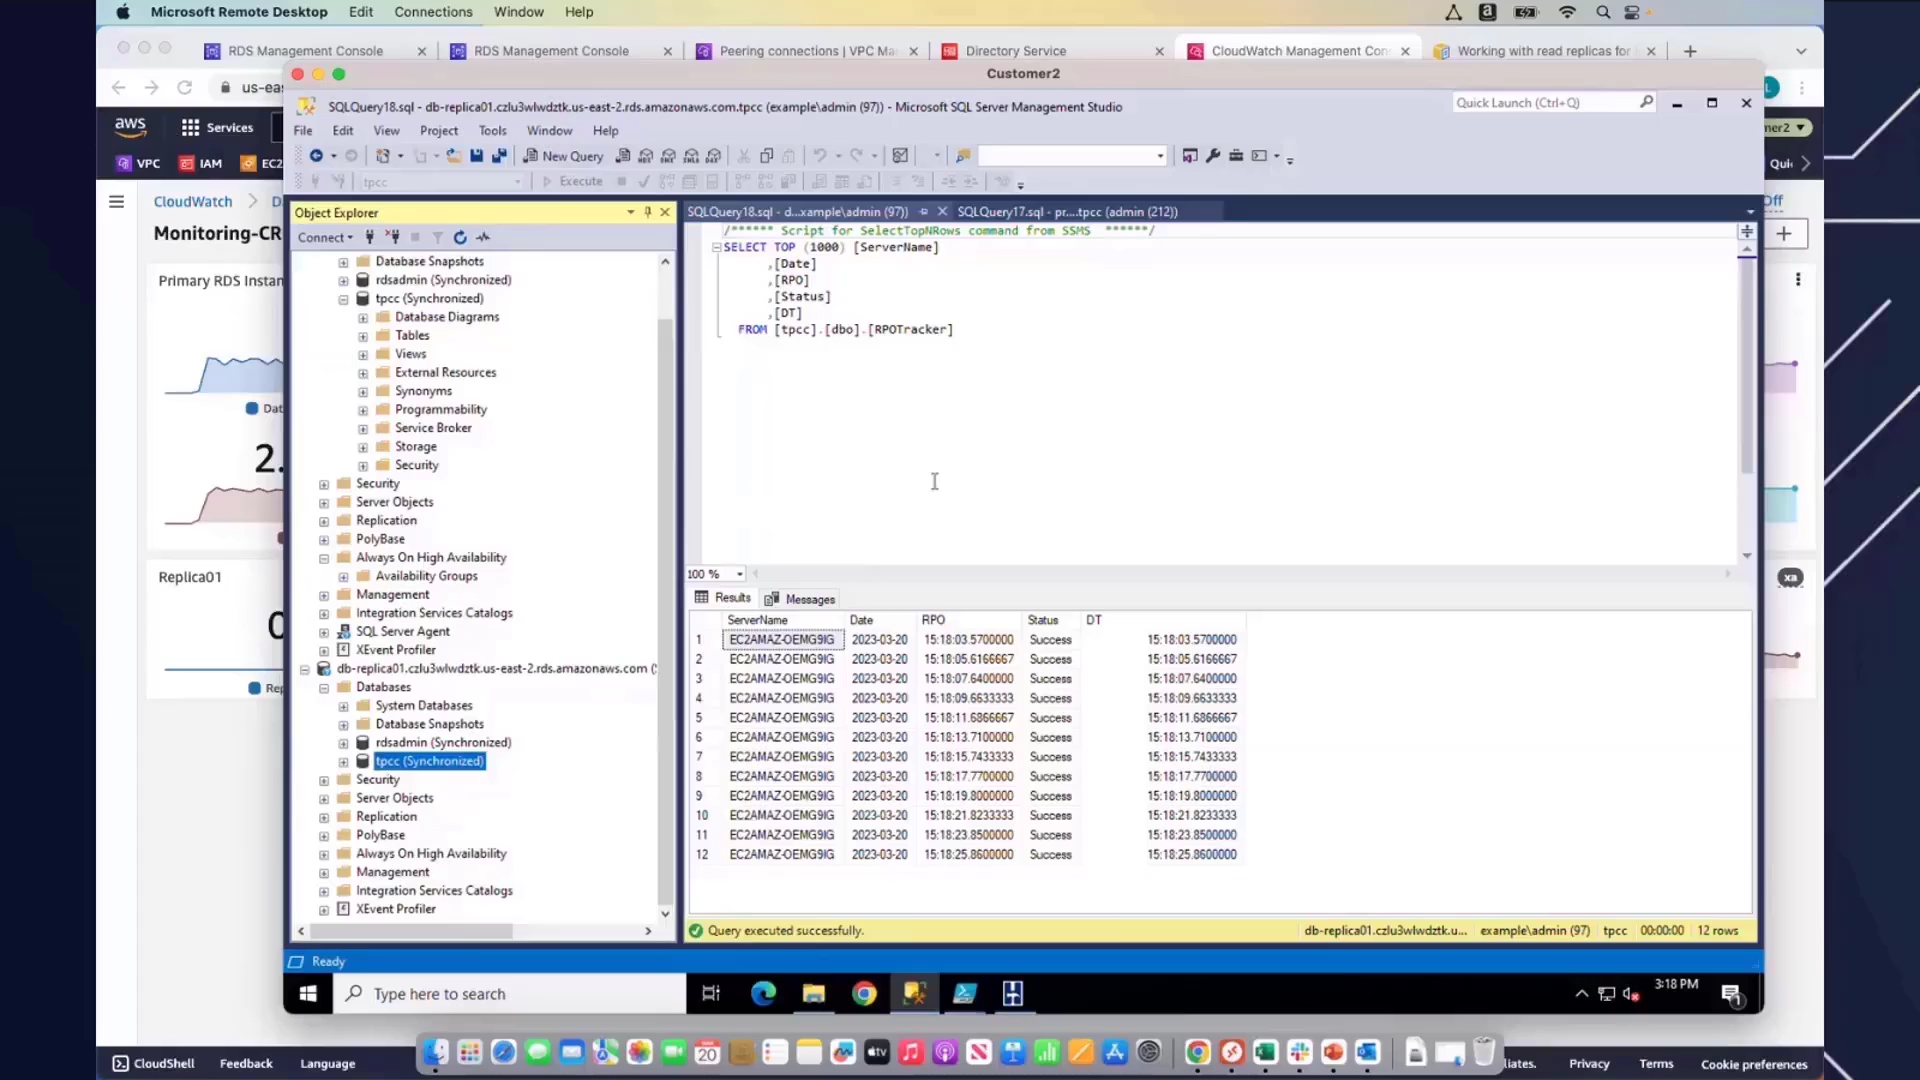 Microsoft Remote Desktop Edit Connections Window Help
RDS Management Console
RDS Management Console
Peering connections | VPC Ma
Directory Service
CloudWatch Management Con
Working with read replicas for
Customer2
us-eas
aws Services
VPC IAM EC2
CloudWatch
Monitoring-CR
Primary RDS Instan
Dat
2.
Replica01
0
Rep
Off
SQLQuery18.sql - db-replica01.czlu3wlwdztk.us-east-2.rds.amazonaws.com.tpcc (example\admin (97)) - Microsoft SQL Server Management Studio
Quick Launch (Ctrl+Q)
mer2
Qui
File Edit View Project Tools Window Help
New Query
tpcc Execute
Object Explorer
Connect
Database Snapshots
rdsadmin (Synchronized)
tpcc (Synchronized)
Database Diagrams
Tables
Views
External Resources
Synonyms
Programmability
Service Broker
Storage
Security
Security
Server Objects
Replication
PolyBase
Always On High Availability
Availability Groups
Management
Integration Services Catalogs
SQL Server Agent
XEvent Profiler
db-replica01.czlu3wlwdztk.us-east-2.rds.amazonaws.com (
Databases
System Databases
Database Snapshots
rdsadmin (Synchronized)
tpcc (Synchronized)
Security
Server Objects
Replication
PolyBase
Always On High Availability
Management
Integration Services Catalogs
XEvent Profiler
SQLQuery18.sql - d...xample\admin (97))
SQLQuery17.sql - pr....tpcc (admin (212))
/****** Script for SelectTopNRows command from SSMS ******/
SELECT TOP (1000) [ServerName]
,[Date]
,[RPO]
,[Status]
,[DT]
FROM [tpcc].[dbo].[RPOTracker]
100 %
Results Messages
ServerName Date RPO Status DT
1 EC2AMAZ-OEMG9IG 2023-03-20 15:18:03.5700000 Success 15:18:03.5700000
2 EC2AMAZ-OEMG9IG 2023-03-20 15:18:05.6166667 Success 15:18:05.6166667
3 EC2AMAZ-OEMG9IG 2023-03-20 15:18:07.6400000 Success 15:18:07.6400000
4 EC2AMAZ-OEMG9IG 2023-03-20 15:18:09.6633333 Success 15:18:09.6633333
5 EC2AMAZ-OEMG9IG 2023-03-20 15:18:11.6866667 Success 15:18:11.6866667
6 EC2AMAZ-OEMG9IG 2023-03-20 15:18:13.7100000 Success 15:18:13.7100000
7 EC2AMAZ-OEMG9IG 2023-03-20 15:18:15.7433333 Success 15:18:15.7433333
8 EC2AMAZ-OEMG9IG 2023-03-20 15:18:17.7700000 Success 15:18:17.7700000
9 EC2AMAZ-OEMG9IG 2023-03-20 15:18:19.8000000 Success 15:18:19.8000000
10 EC2AMAZ-OEMG9IG 2023-03-20 15:18:21.8233333 Success 15:18:21.8233333
11 EC2AMAZ-OEMG9IG 2023-03-20 15:18:23.8500000 Success 15:18:23.8500000
12 EC2AMAZ-OEMG9IG 2023-03-20 15:18:25.8600000 Success 15:18:25.8600000
xa
Query executed successfully. db-replica01.czlu3wlwdztk.u... example\admin (97) tpcc 00:00:00 12 rows
Ready
Type here to search
3:18 PM
1
20
tv
CloudShell Feedback Language
iliates. Privacy Terms Cookie preferences